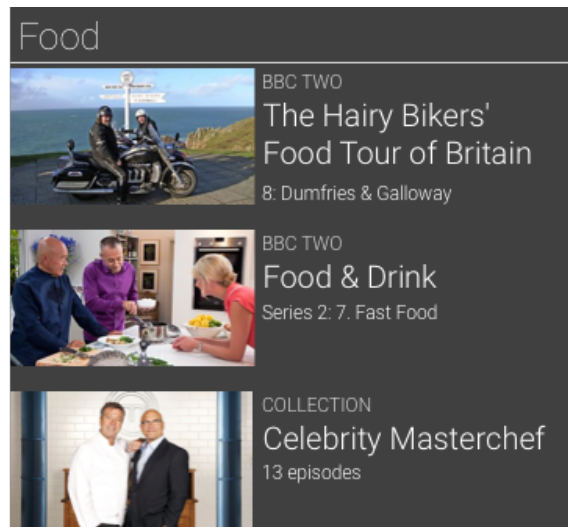 Food
BBC TWO
The Hairy Bikers'
Food Tour of Britain
8: Dumfries & Galloway
BBC TWO
Food & Drink
Series 2: 7. Fast Food
COLLECTION
Celebrity Masterchef
13 episodes